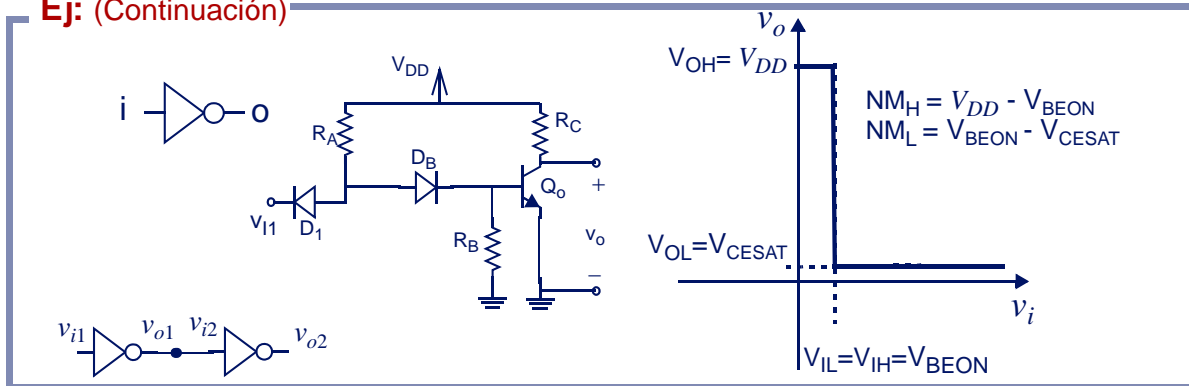 Ej: (Continuación)
i
o
V_DD
R_A
R_C
D_B
Q_o
+
v_I1
D_1
R_B
v_o
−
v_i1
v_o1
v_i2
v_o2
v_o
V_OH= V_DD
NM_H = V_DD - V_BEON
NM_L = V_BEON - V_CESAT
V_OL=V_CESAT
v_i
V_IL=V_IH=V_BEON